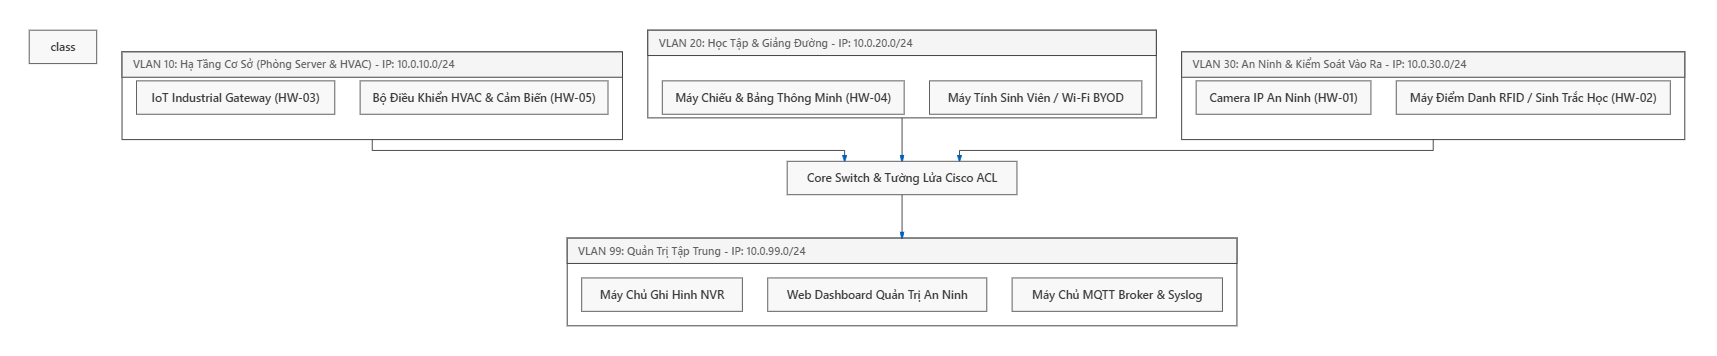 class
VLAN 10: Hạ Tầng Cơ Sở (Phòng Server & HVAC) - IP: 10.0.10.0/24
IoT Industrial Gateway (HW-03)
Bộ Điều Khiển HVAC & Cảm Biến (HW-05)
VLAN 20: Học Tập & Giảng Đường - IP: 10.0.20.0/24
Máy Chiếu & Bảng Thông Minh (HW-04)
Máy Tính Sinh Viên / Wi-Fi BYOD
VLAN 30: An Ninh & Kiểm Soát Vào Ra - IP: 10.0.30.0/24
Camera IP An Ninh (HW-01)
Máy Điểm Danh RFID / Sinh Trắc Học (HW-02)
Core Switch & Tường Lửa Cisco ACL
VLAN 99: Quản Trị Tập Trung - IP: 10.0.99.0/24
Máy Chủ Ghi Hình NVR
Web Dashboard Quản Trị An Ninh
Máy Chủ MQTT Broker & Syslog